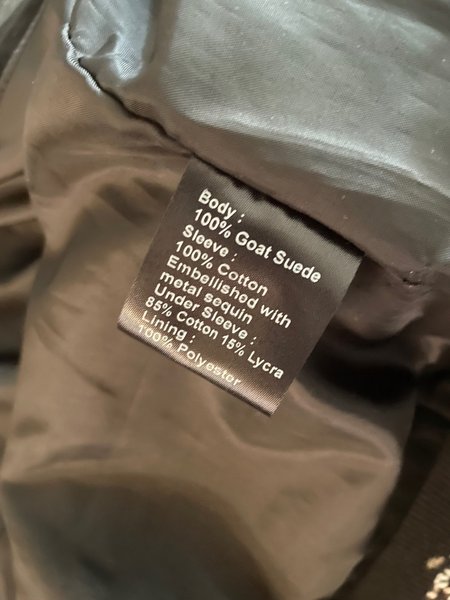 Body :
100% Goat Suede
Sleeve :
100% Cotton
Embellished with
metal sequin
Under Sleeve :
85% Cotton 15% Lycra
Lining :
100% Polyester